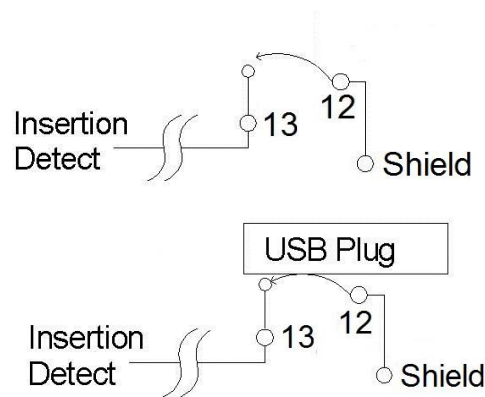 12
13
Insertion
Detect
Shield
USB Plug
12
13
Insertion
Detect
Shield